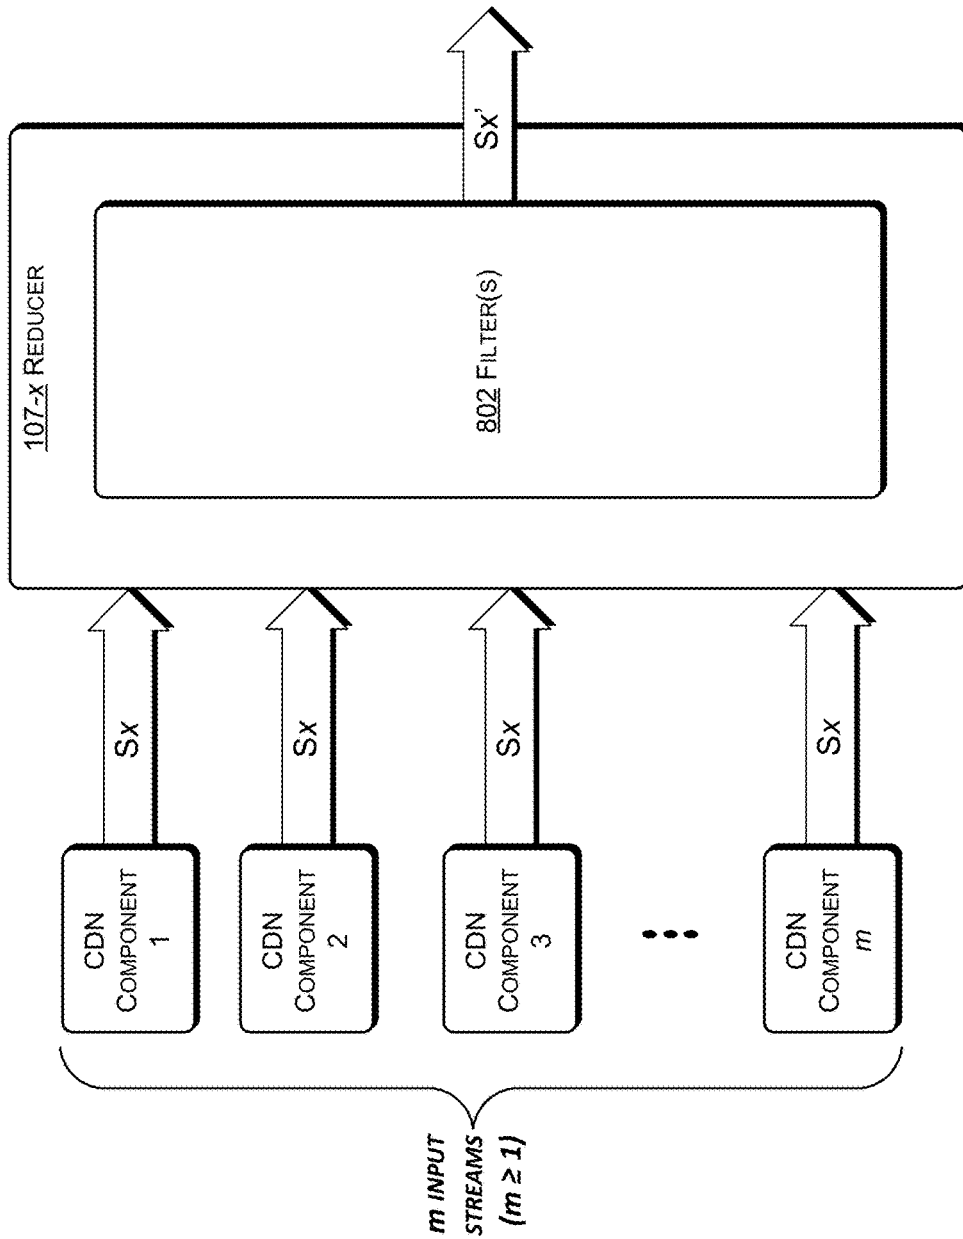 m INPUT
STREAMS
(m ≥ 1)
CDN
COMPONENT
1
CDN
COMPONENT
2
CDN
COMPONENT
3
CDN
COMPONENT
m
Sx
Sx
Sx
Sx
107-x REDUCER
802 FILTER(S)
Sx’